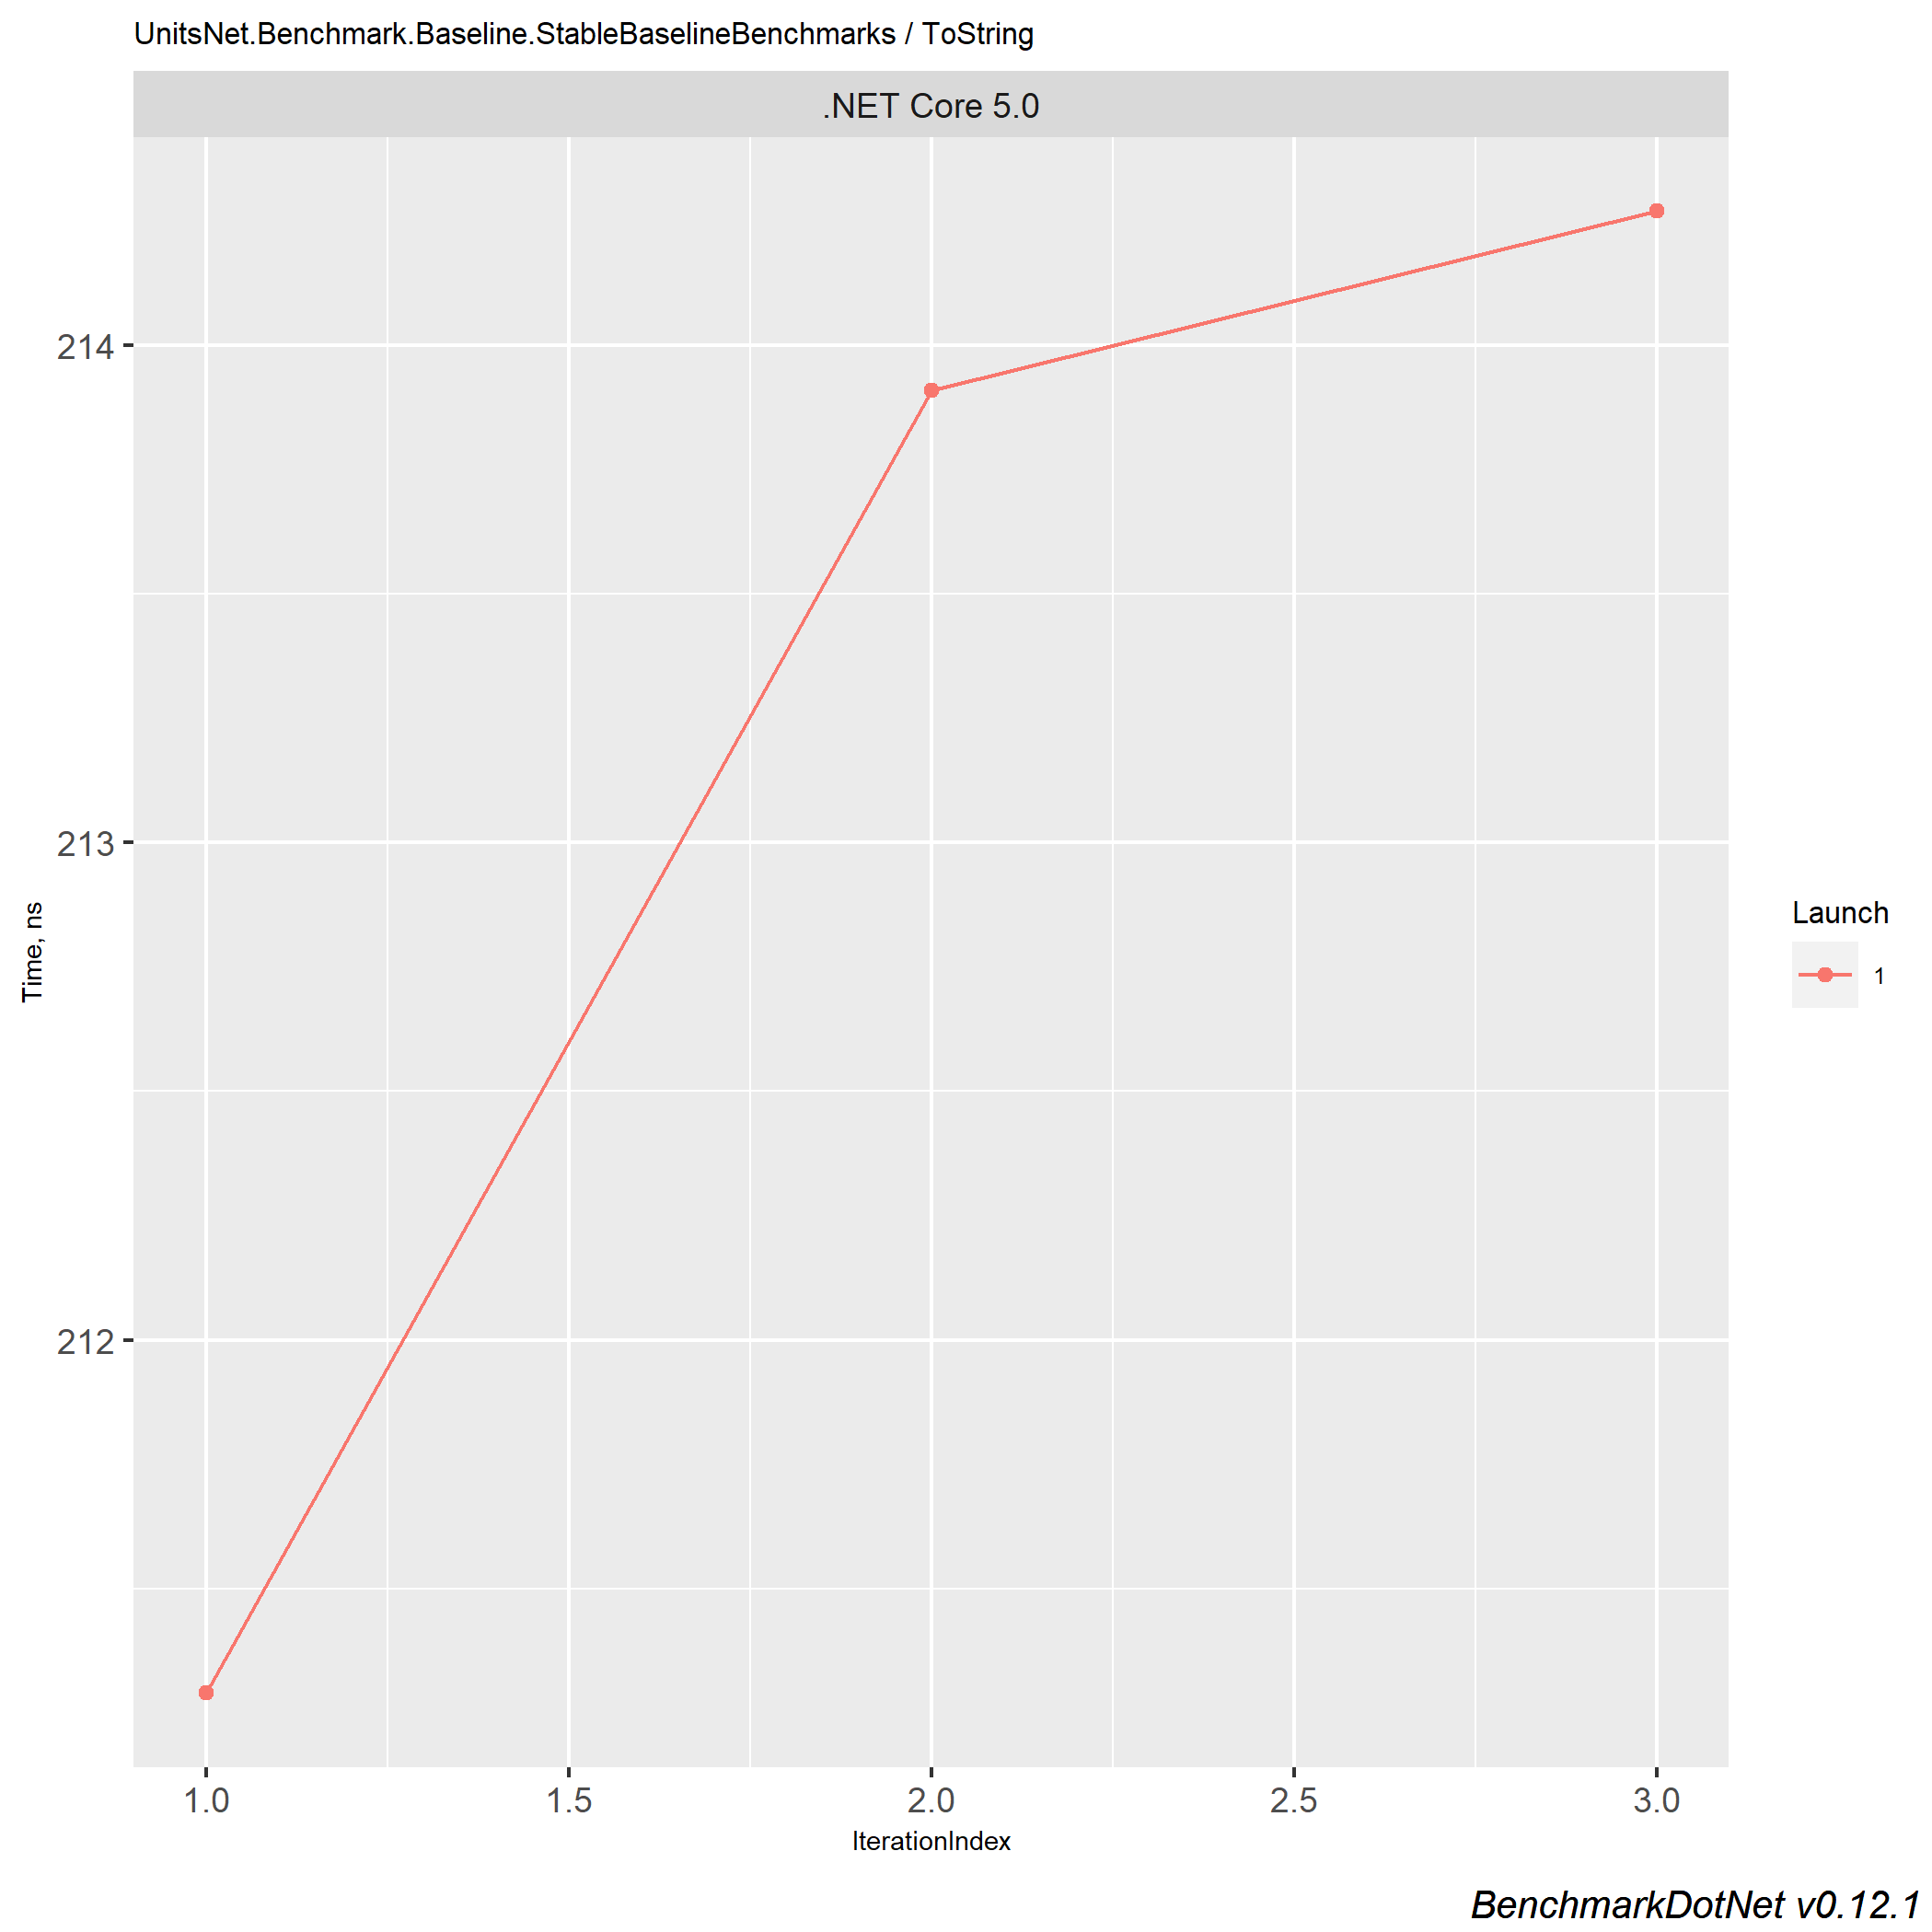 UnitsNet.Benchmark.Baseline.StableBaselineBenchmarks / ToString
.NET Core 5.0
214
213
212
Time, ns
1.0 1.5 2.0 2.5 3.0
IterationIndex
Launch
1
BenchmarkDotNet v0.12.1